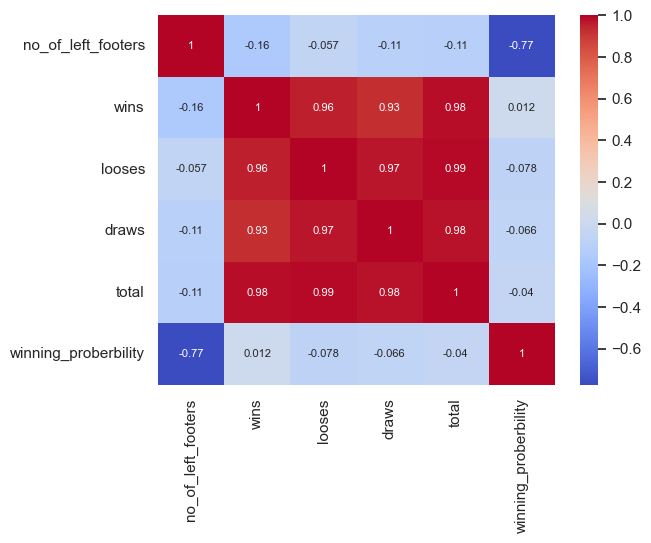 no_of_left_footers 1 -0.16 -0.057 -0.11 -0.11 -0.77
wins -0.16 1 0.96 0.93 0.98 0.012
looses -0.057 0.96 1 0.97 0.99 -0.078
draws -0.11 0.93 0.97 1 0.98 -0.066
total -0.11 0.98 0.99 0.98 1 -0.04
winning_proberbility -0.77 0.012 -0.078 -0.066 -0.04 1
no_of_left_footers
wins
looses
draws
total
winning_proberbility
1.0
0.8
0.6
0.4
0.2
0.0
−0.2
−0.4
−0.6